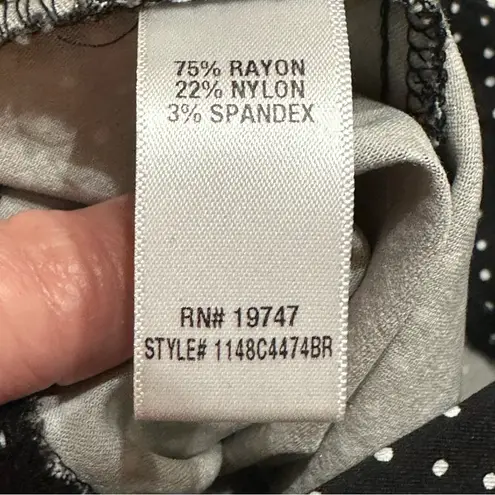 75% RAYON
22% NYLON
3% SPANDEX
RN# 19747
STYLE# 1148C4474BR